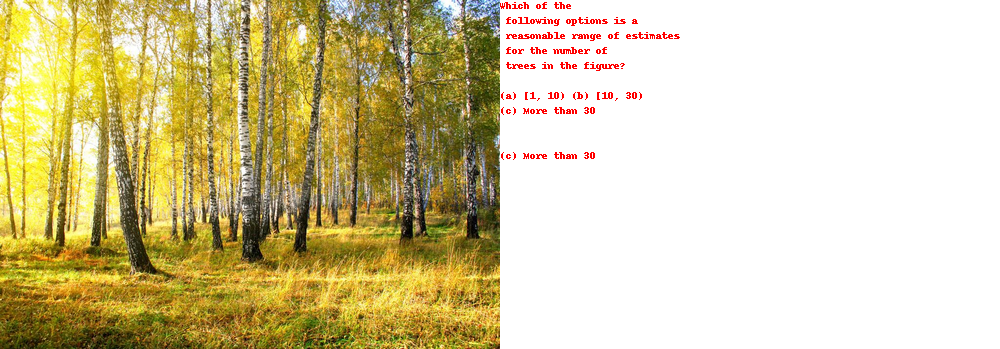 Which of the
following options is a
reasonable range of estimates
for the number of
trees in the figure?
(a) [1, 10) (b) [10, 30)
(c) More than 30
(c) More than 30